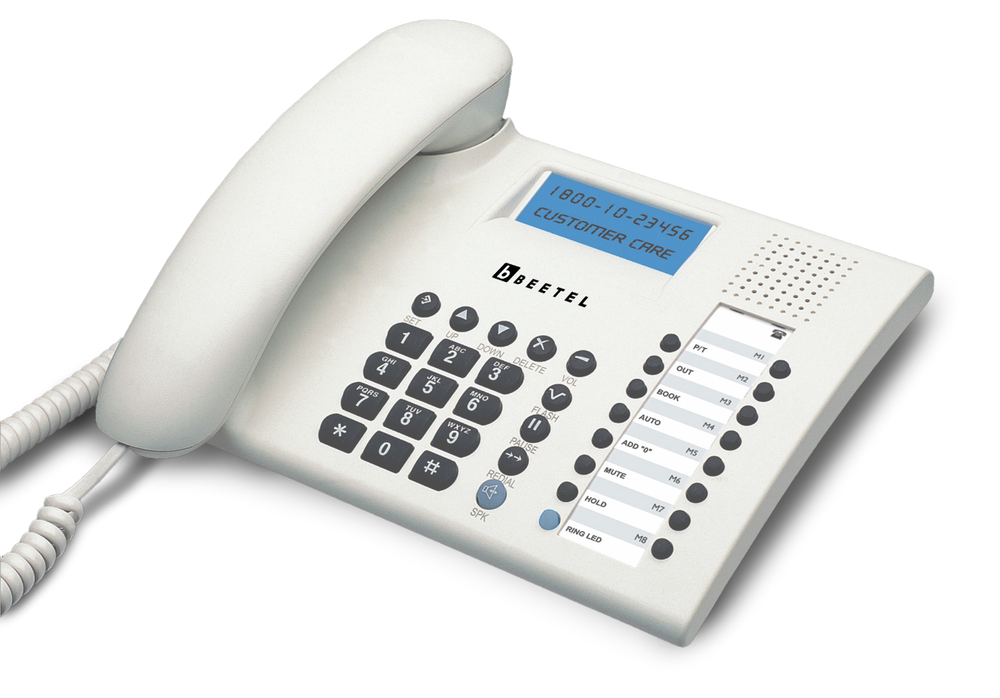 1800-10-23456
CUSTOMER CARE
b BEETEL
SET
UP
DOWN
DELETE
VOL
1
ABC
2
DEF
3
FLASH
GHI
4
JKL
5
MNO
6
PAUSE
PQRS
7
TUV
8
WXYZ
9
REDIAL
*
0
#
SPK
P/T M1
OUT M2
BOOK M3
AUTO M4
ADD "0" M5
MUTE M6
HOLD M7
RING LED M8